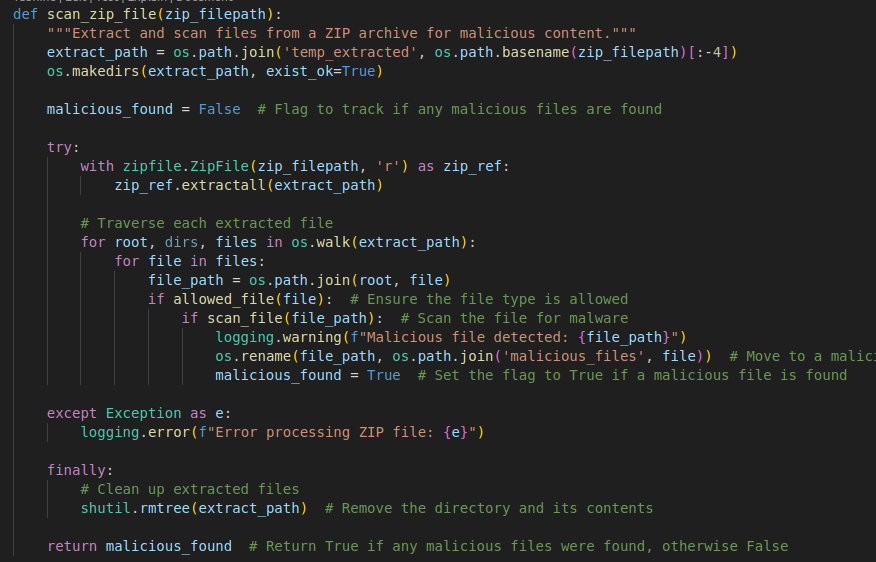 def scan_zip_file(zip_filepath):
    """Extract and scan files from a ZIP archive for malicious content."""
    extract_path = os.path.join('temp_extracted', os.path.basename(zip_filepath)[:-4])
    os.makedirs(extract_path, exist_ok=True)

    malicious_found = False  # Flag to track if any malicious files are found

    try:
        with zipfile.ZipFile(zip_filepath, 'r') as zip_ref:
            zip_ref.extractall(extract_path)

        # Traverse each extracted file
        for root, dirs, files in os.walk(extract_path):
            for file in files:
                file_path = os.path.join(root, file)
                if allowed_file(file):  # Ensure the file type is allowed
                    if scan_file(file_path):  # Scan the file for malware
                        logging.warning(f"Malicious file detected: {file_path}")
                        os.rename(file_path, os.path.join('malicious_files', file))  # Move to a malic
                        malicious_found = True  # Set the flag to True if a malicious file is found

    except Exception as e:
        logging.error(f"Error processing ZIP file: {e}")

    finally:
        # Clean up extracted files
        shutil.rmtree(extract_path)  # Remove the directory and its contents

    return malicious_found  # Return True if any malicious files were found, otherwise False